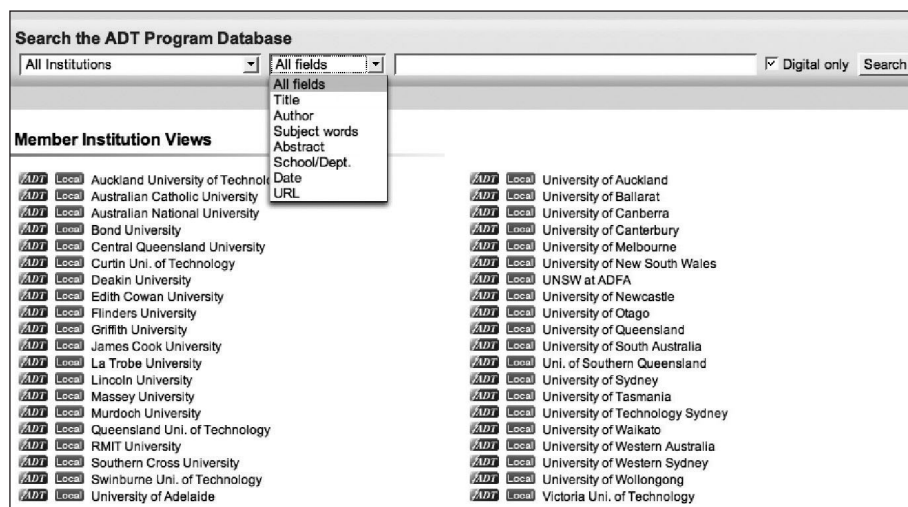 Search the ADT Program Database
All Institutions All fields Digital only Search
All fields
Title
Author
Subject words
Abstract
School/Dept.
Date
URL
Member Institution Views
ADT Local Auckland University of Technol
ADT Local Australian Catholic University
ADT Local Australian National University
ADT Local Bond University
ADT Local Central Queensland University
ADT Local Curtin Uni. of Technology
ADT Local Deakin University
ADT Local Edith Cowan University
ADT Local Flinders University
ADT Local Griffith University
ADT Local James Cook University
ADT Local La Trobe University
ADT Local Lincoln University
ADT Local Massey University
ADT Local Murdoch University
ADT Local Queensland Uni. of Technology
ADT Local RMIT University
ADT Local Southern Cross University
ADT Local Swinburne Uni. of Technology
ADT Local University of Adelaide
ADT Local University of Auckland
ADT Local University of Ballarat
ADT Local University of Canberra
ADT Local University of Canterbury
ADT Local University of Melbourne
ADT Local University of New South Wales
ADT Local UNSW at ADFA
ADT Local University of Newcastle
ADT Local University of Otago
ADT Local University of Queensland
ADT Local University of South Australia
ADT Local Uni. of Southern Queensland
ADT Local University of Sydney
ADT Local University of Tasmania
ADT Local University of Technology Sydney
ADT Local University of Waikato
ADT Local University of Western Australia
ADT Local University of Western Sydney
ADT Local University of Wollongong
ADT Local Victoria Uni. of Technology